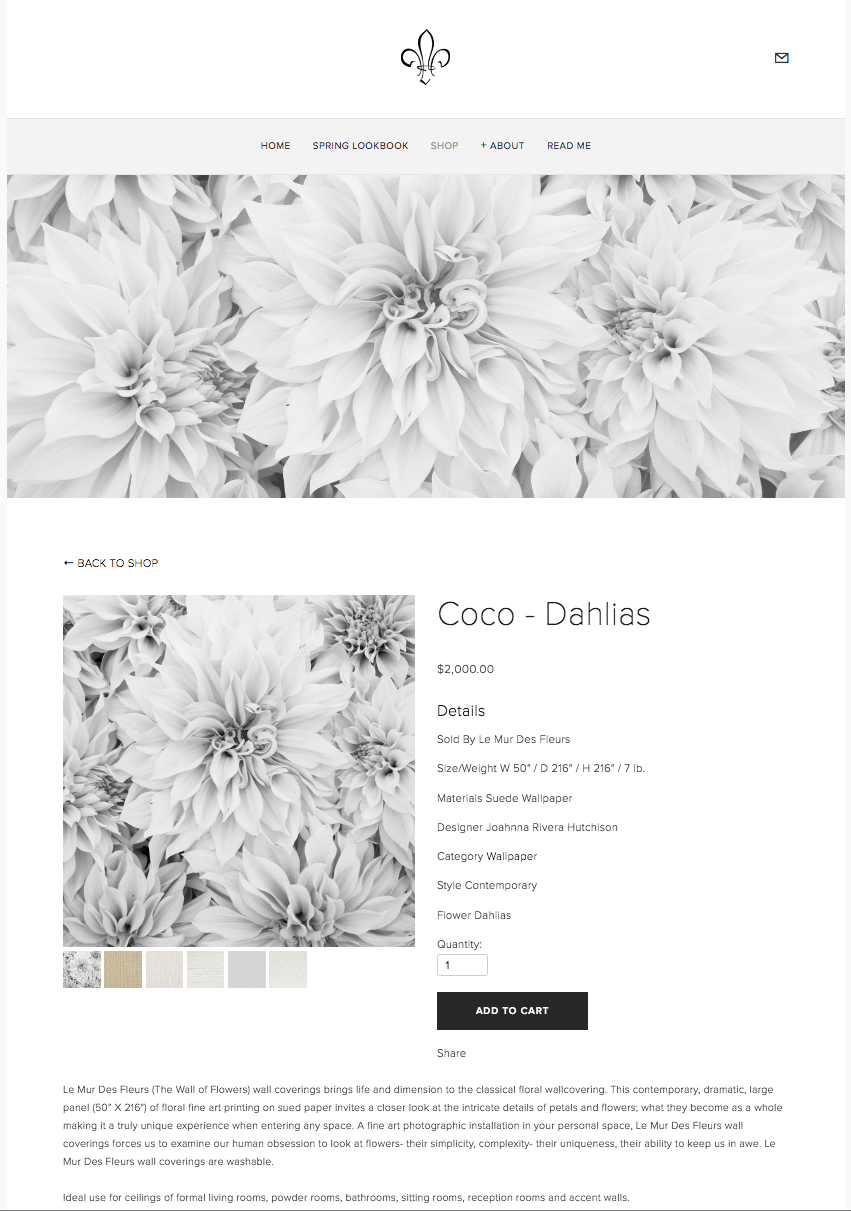 HOME SPRING LOOKBOOK SHOP + ABOUT READ ME
← BACK TO SHOP
Coco - Dahlias
$2,000.00
Details
Sold By Le Mur Des Fleurs
Size/Weight W 50" / D 216" / H 216" / 7 lb.
Materials Suede Wallpaper
Designer Joahnna Rivera Hutchison
Category Wallpaper
Style Contemporary
Flower Dahlias
Quantity:
1
ADD TO CART
Share
Le Mur Des Fleurs (The Wall of Flowers) wall coverings brings life and dimension to the classical floral wallcovering. This contemporary, dramatic, large
panel (50" X 216") of floral fine art printing on sued paper invites a closer look at the intricate details of petals and flowers; what they become as a whole
making it a truly unique experience when entering any space. A fine art photographic installation in your personal space, Le Mur Des Fleurs wall
coverings forces us to examine our human obsession to look at flowers- their simplicity, complexity- their uniqueness, their ability to keep us in awe. Le
Mur Des Fleurs wall coverings are washable.
Ideal use for ceilings of formal living rooms, powder rooms, bathrooms, sitting rooms, reception rooms and accent walls.